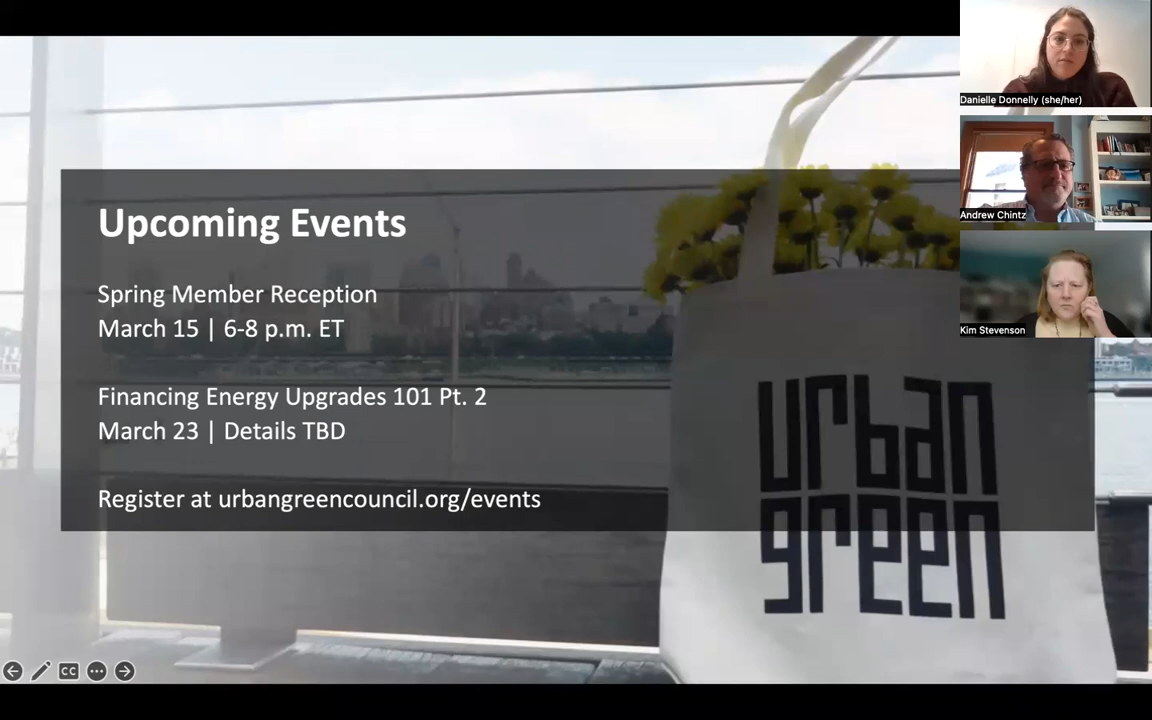 Upcoming Events
Spring Member Reception
March 15 | 6-8 p.m. ET
Financing Energy Upgrades 101 Pt. 2
March 23 | Details TBD
Register at urbangreencouncil.org/events
urban
green
Danielle Donnelly (she/her)
Andrew Chintz
Kim Stevenson
CC